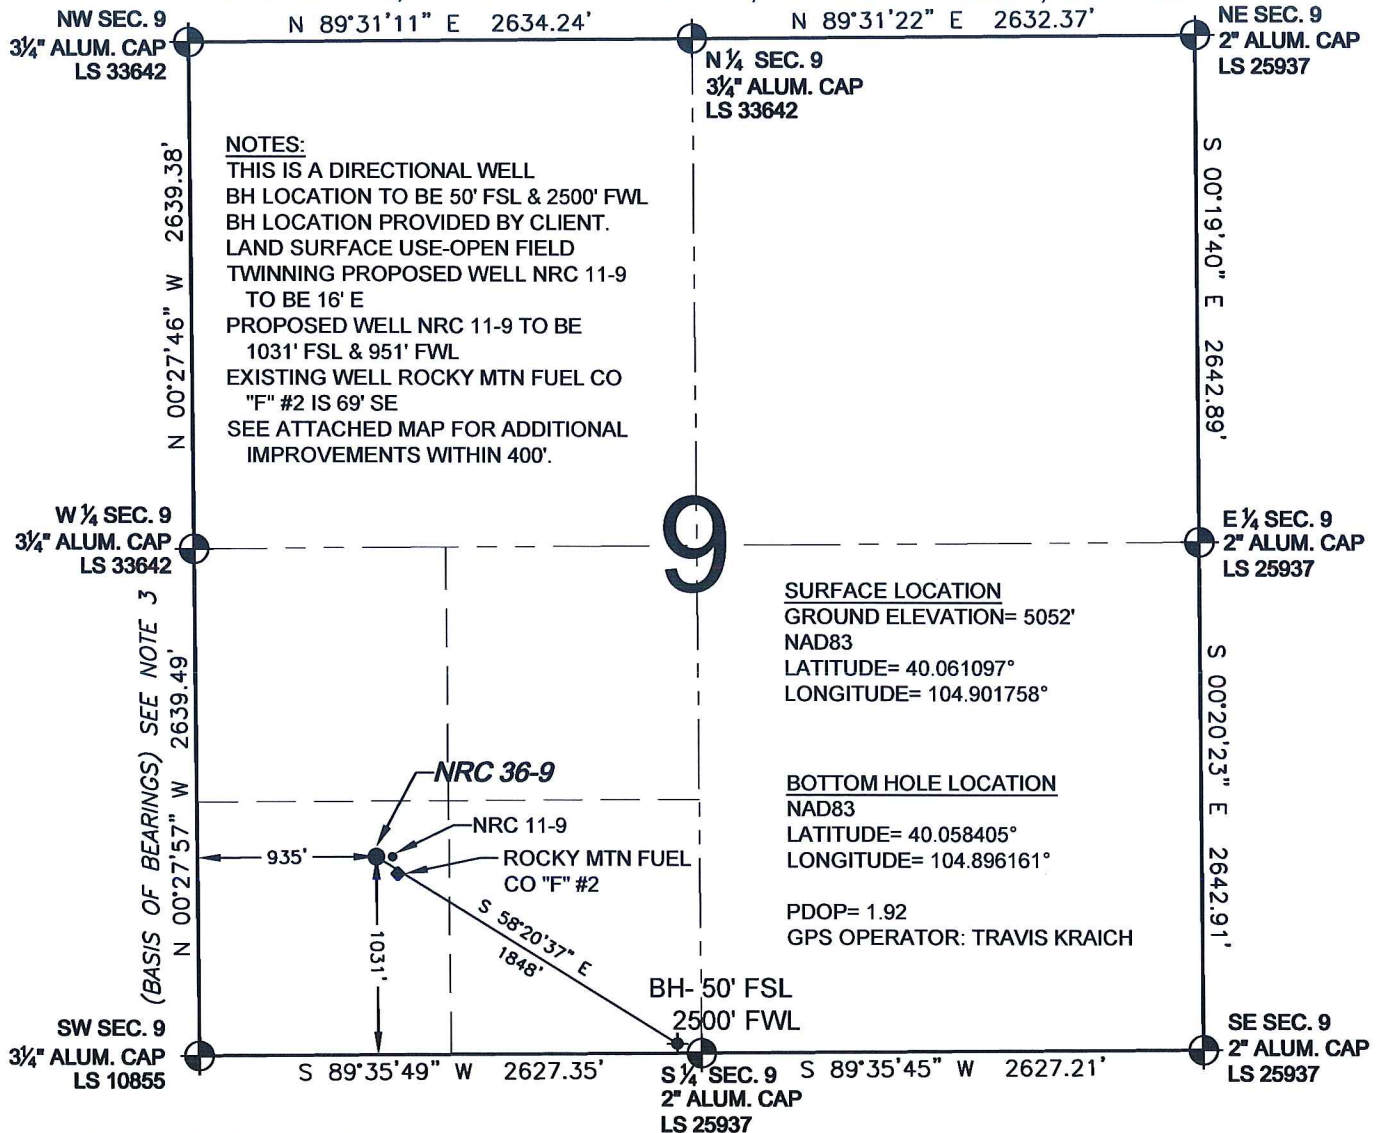 NW SEC. 9
3¼" ALUM. CAP
LS 33642
N 89°31'11" E 2634.24'
N 89°31'22" E 2632.37'
NE SEC. 9
2" ALUM. CAP
LS 25937
N ¼ SEC. 9
3¼" ALUM. CAP
LS 33642
N 00°27'46" W 2639.38'
NOTES:
THIS IS A DIRECTIONAL WELL
BH LOCATION TO BE 50' FSL & 2500' FWL
BH LOCATION PROVIDED BY CLIENT.
LAND SURFACE USE-OPEN FIELD
TWINNING PROPOSED WELL NRC 11-9
TO BE 16' E
PROPOSED WELL NRC 11-9 TO BE
1031' FSL & 951' FWL
EXISTING WELL ROCKY MTN FUEL CO
"F" #2 IS 69' SE
SEE ATTACHED MAP FOR ADDITIONAL
IMPROVEMENTS WITHIN 400'.
S 00°19'40" E 2642.89'
W ¼ SEC. 9
3¼" ALUM. CAP
LS 33642
9
E ¼ SEC. 9
2" ALUM. CAP
LS 25937
(BASIS OF BEARINGS) SEE NOTE 3
N 00°27'57" W 2639.49'
SURFACE LOCATION
GROUND ELEVATION= 5052'
NAD83
LATITUDE= 40.061097°
LONGITUDE= 104.901758°
S 00°20'23" E 2642.91'
NRC 36-9
NRC 11-9
935'
ROCKY MTN FUEL
CO "F" #2
1031'
S 58°20'37" E
1848'
BOTTOM HOLE LOCATION
NAD83
LATITUDE= 40.058405°
LONGITUDE= 104.896161°
PDOP= 1.92
GPS OPERATOR: TRAVIS KRAICH
BH- 50' FSL
2500' FWL
SW SEC. 9
3¼" ALUM. CAP
LS 10855
S 89°35'49" W 2627.35'
S ¼ SEC. 9
2" ALUM. CAP
LS 25937
S 89°35'45" W 2627.21'
SE SEC. 9
2" ALUM. CAP
LS 25937